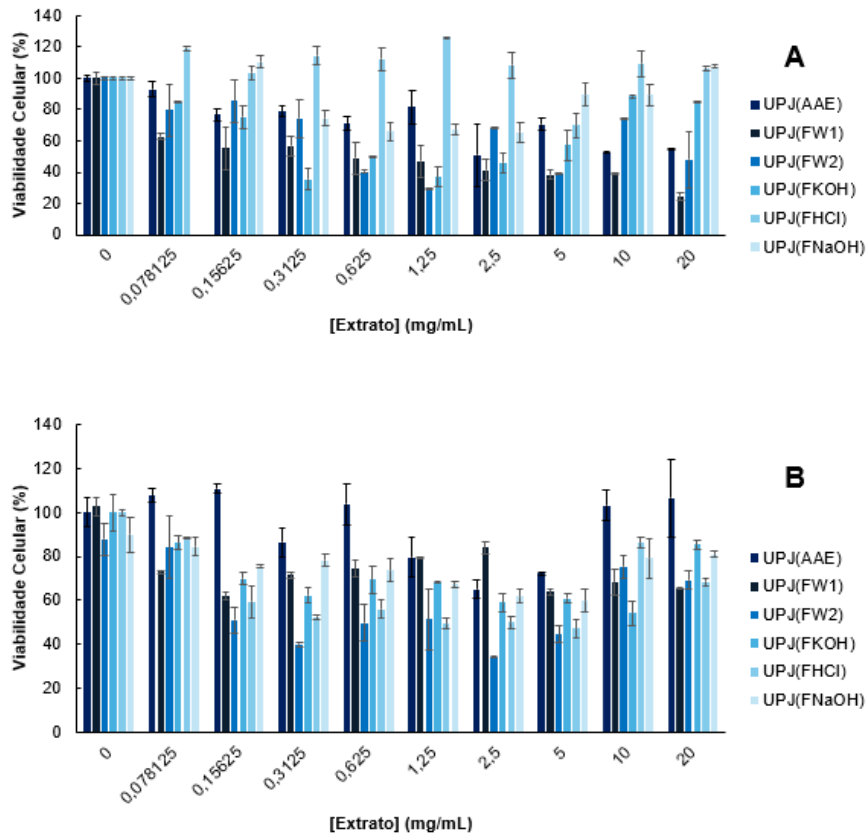 A
Viabilidade Celular (%)
140
120
100
80
60
40
20
0
0
0,078125
0,15625
0,3125
0,625
1,25
2,5
5
10
20
[Extrato] (mg/mL)
UPJ(AAE)
UPJ(FW1)
UPJ(FW2)
UPJ(FKOH)
UPJ(FHCl)
UPJ(FNaOH)
B
Viabilidade Celular (%)
140
120
100
80
60
40
20
0
0
0,078125
0,15625
0,3125
0,625
1,25
2,5
5
10
20
[Extrato] (mg/mL)
UPJ(AAE)
UPJ(FW1)
UPJ(FW2)
UPJ(FKOH)
UPJ(FHCl)
UPJ(FNaOH)